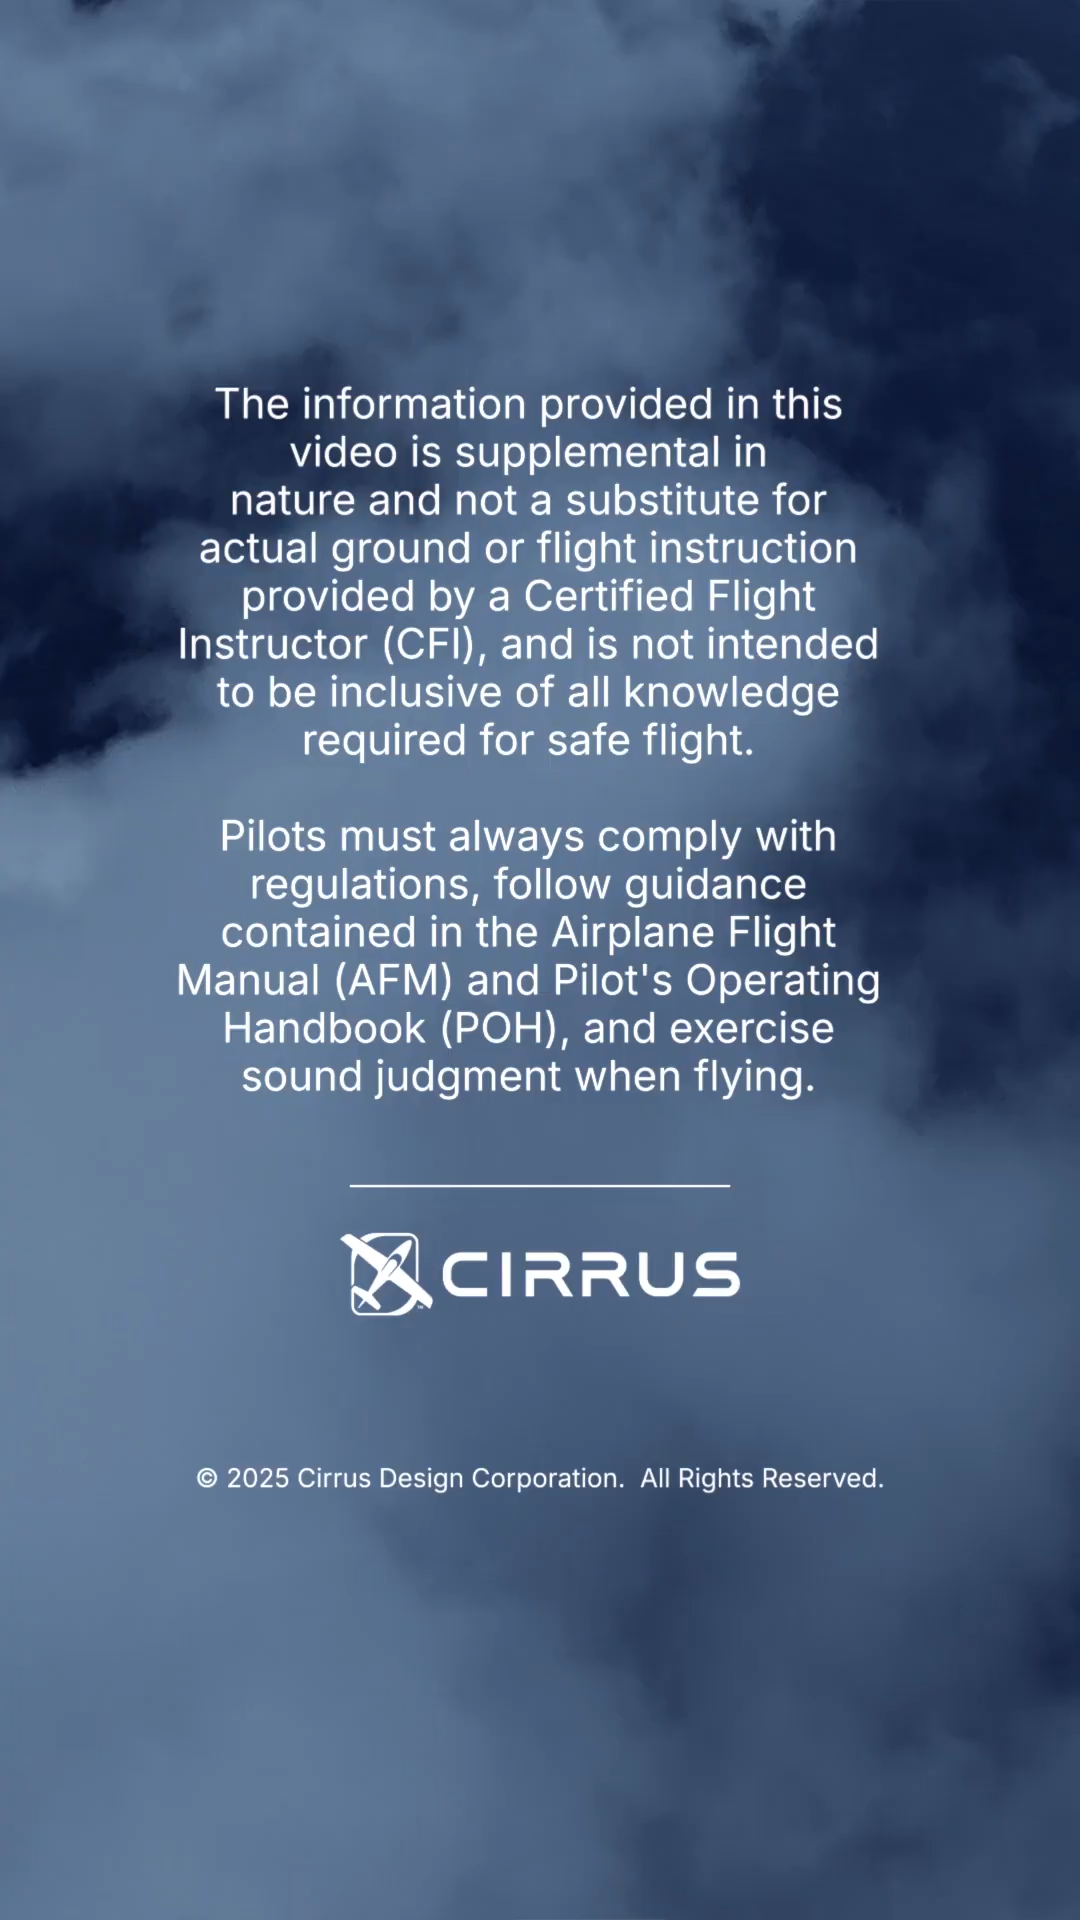 The information provided in this
video is supplemental in
nature and not a substitute for
actual ground or flight instruction
provided by a Certified Flight
Instructor (CFI), and is not intended
to be inclusive of all knowledge
required for safe flight.
Pilots must always comply with
regulations, follow guidance
contained in the Airplane Flight
Manual (AFM) and Pilot's Operating
Handbook (POH), and exercise
sound judgment when flying.
CIRRUS
© 2025 Cirrus Design Corporation.  All Rights Reserved.